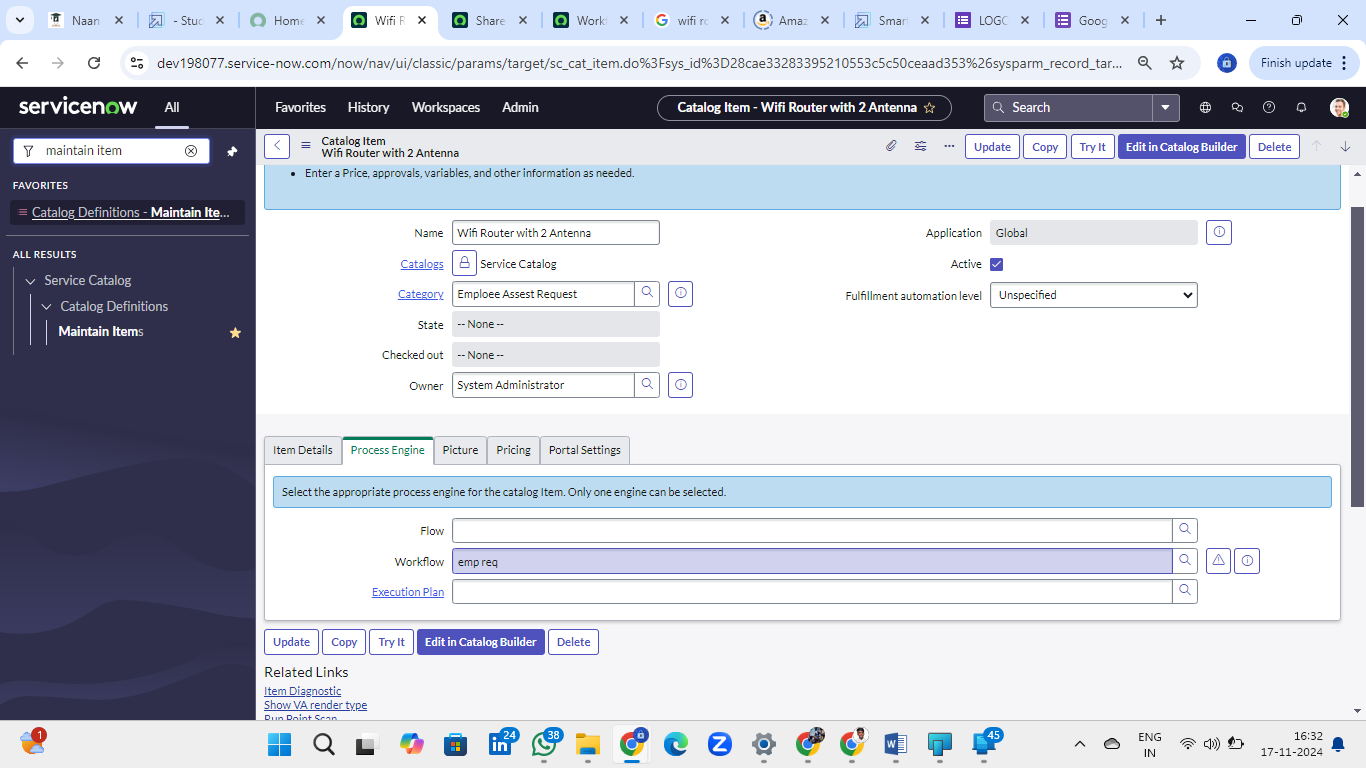 Naan
- Stuc
Home
Wifi R
Share
Work
wifi ro
Amaz
Smar
LOGC
Goog
dev198077.service-now.com/now/nav/ui/classic/params/target/sc_cat_item.do%3Fsys_id%3D28cae33283395210553c5c50ceaad353%26sysparm_record_tar...
Finish update
servicenow
All
Favorites
History
Workspaces
Admin
Catalog Item - Wifi Router with 2 Antenna
Search
maintain item
FAVORITES
Catalog Definitions - Maintain Ite...
ALL RESULTS
Service Catalog
Catalog Definitions
Maintain Items
Catalog Item
Wifi Router with 2 Antenna
Update
Copy
Try It
Edit in Catalog Builder
Delete
• Enter a Price, approvals, variables, and other information as needed.
Name
Wifi Router with 2 Antenna
Application
Global
Catalogs
Service Catalog
Active
Category
Emploee Assest Request
Fulfillment automation level
Unspecified
State
-- None --
Checked out
-- None --
Owner
System Administrator
Item Details
Process Engine
Picture
Pricing
Portal Settings
Select the appropriate process engine for the catalog Item. Only one engine can be selected.
Flow
Workflow
emp req
Execution Plan
Update
Copy
Try It
Edit in Catalog Builder
Delete
Related Links
Item Diagnostic
Show VA render type
Run Point Scan
1
24
38
45
ENG
IN
16:32
17-11-2024